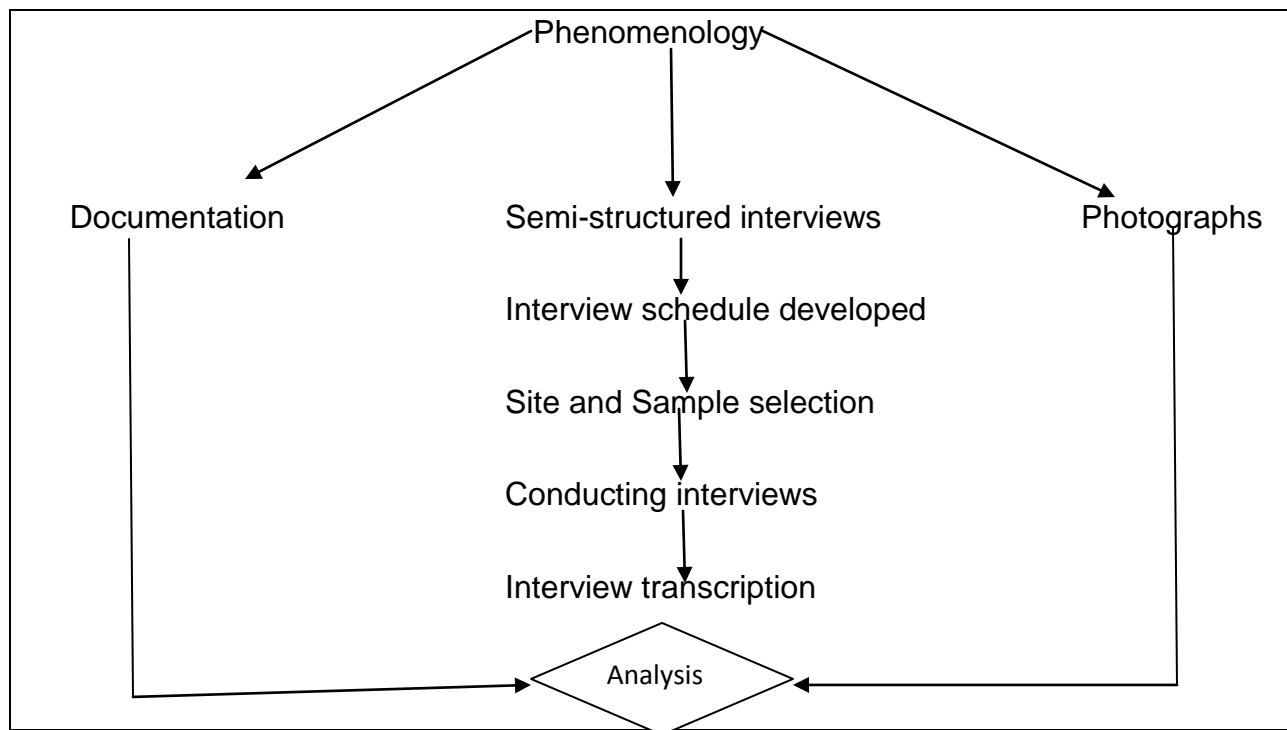 Phenomenology
Documentation
Semi-structured interviews
Photographs
Interview schedule developed
Site and Sample selection
Conducting interviews
Interview transcription
Analysis